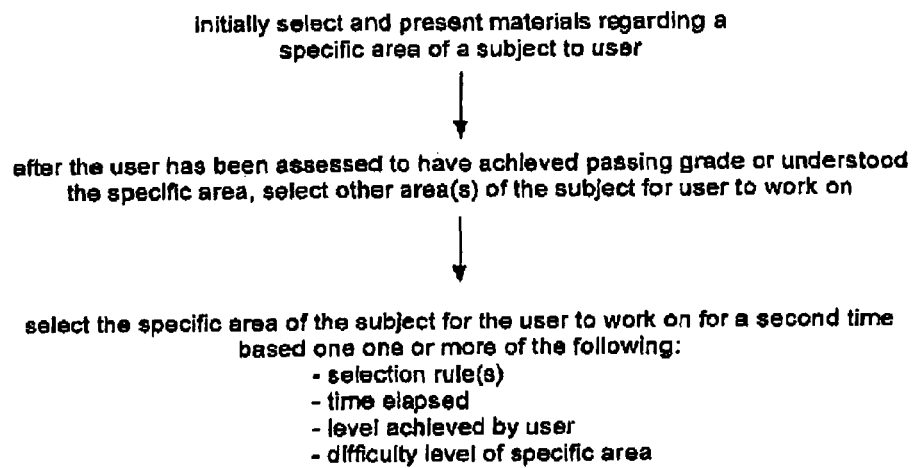 initially select and present materials regarding a
specific area of a subject to user
after the user has been assessed to have achieved passing grade or understood
the specific area, select other area(s) of the subject for user to work on
select the specific area of the subject for the user to work on for a second time
based one one or more of the following:
- selection rule(s)
- time elapsed
- level achieved by user
- difficulty level of specific area